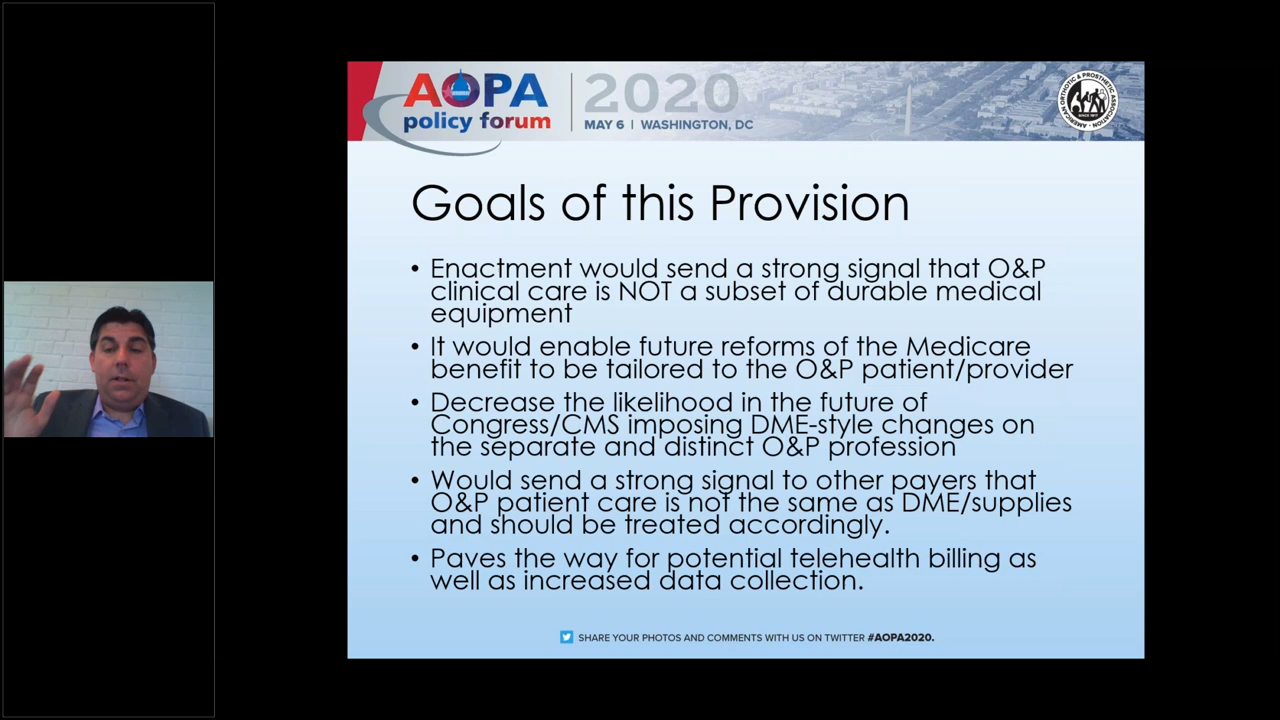 AOPA
policy forum
2020
MAY 6 | WASHINGTON, DC
AMERICAN ORTHOTIC & PROSTHETIC ASSOCIATION
Goals of this Provision
• Enactment would send a strong signal that O&P
clinical care is NOT a subset of durable medical
equipment
• It would enable future reforms of the Medicare
benefit to be tailored to the O&P patient/provider
• Decrease the likelihood in the future of
Congress/CMS imposing DME-style changes on
the separate and distinct O&P profession
• Would send a strong signal to other payers that
O&P patient care is not the same as DME/supplies
and should be treated accordingly.
• Paves the way for potential telehealth billing as
well as increased data collection.
SHARE YOUR PHOTOS AND COMMENTS WITH US ON TWITTER #AOPA2020.